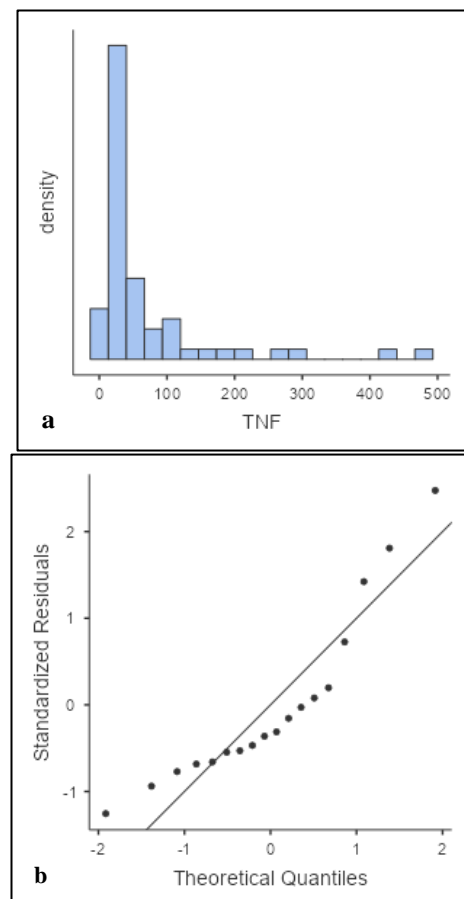 density
0 100 200 300 400 500
TNF
a
Standardized Residuals
2
1
0
-1
-2 -1 0 1 2
Theoretical Quantiles
b